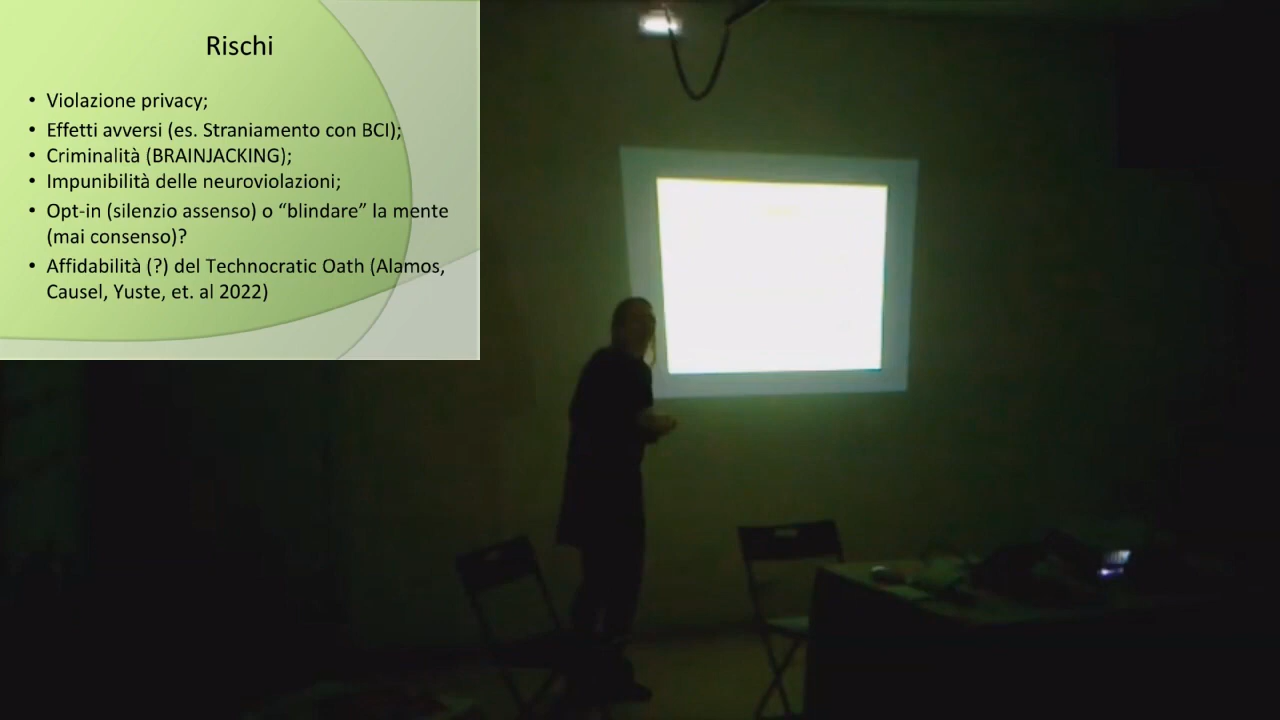 Rischi
• Violazione privacy;
• Effetti avversi (es. Straniamento con BCI);
• Criminalità (BRAINJACKING);
• Impunibilità delle neuroviolazioni;
• Opt-in (silenzio assenso) o “blindare” la mente
(mai consenso)?
• Affidabilità (?) del Technocratic Oath (Alamos,
Causel, Yuste, et. al 2022)